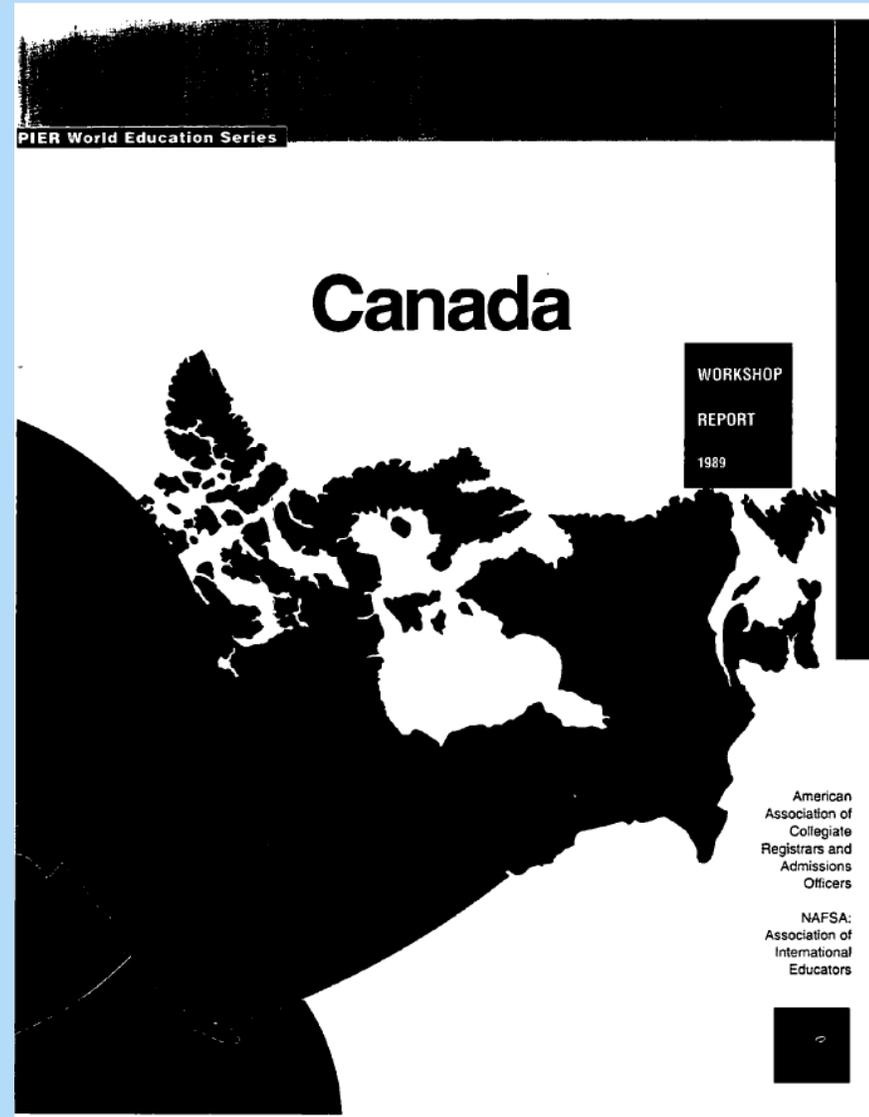 PIER World Education Series
Canada
WORKSHOP
REPORT
1989
American
Association of
Collegiate
Registrars and
Admissions
Officers
NAFSA:
Association of
International
Educators